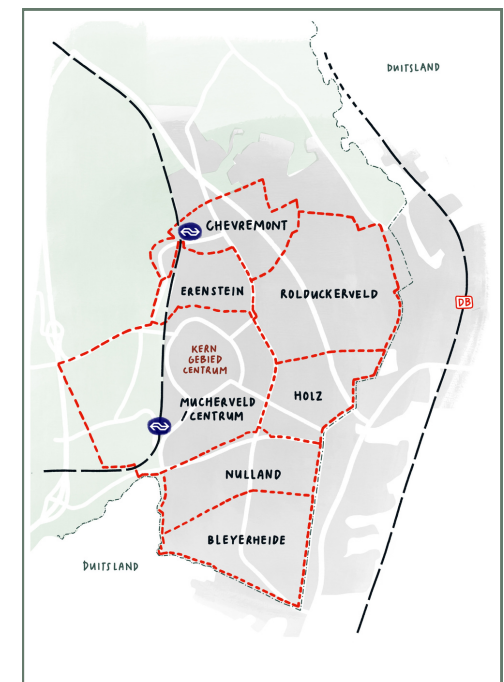 DUITSLAND
CHEVREMONT
ERENSTEIN
ROLDUCKERVELD
DB
KERN
GEBIED
CENTRUM
HOLZ
MUCHERVELD
/CENTRUM
NULLAND
BLEYERHEIDE
DUITSLAND